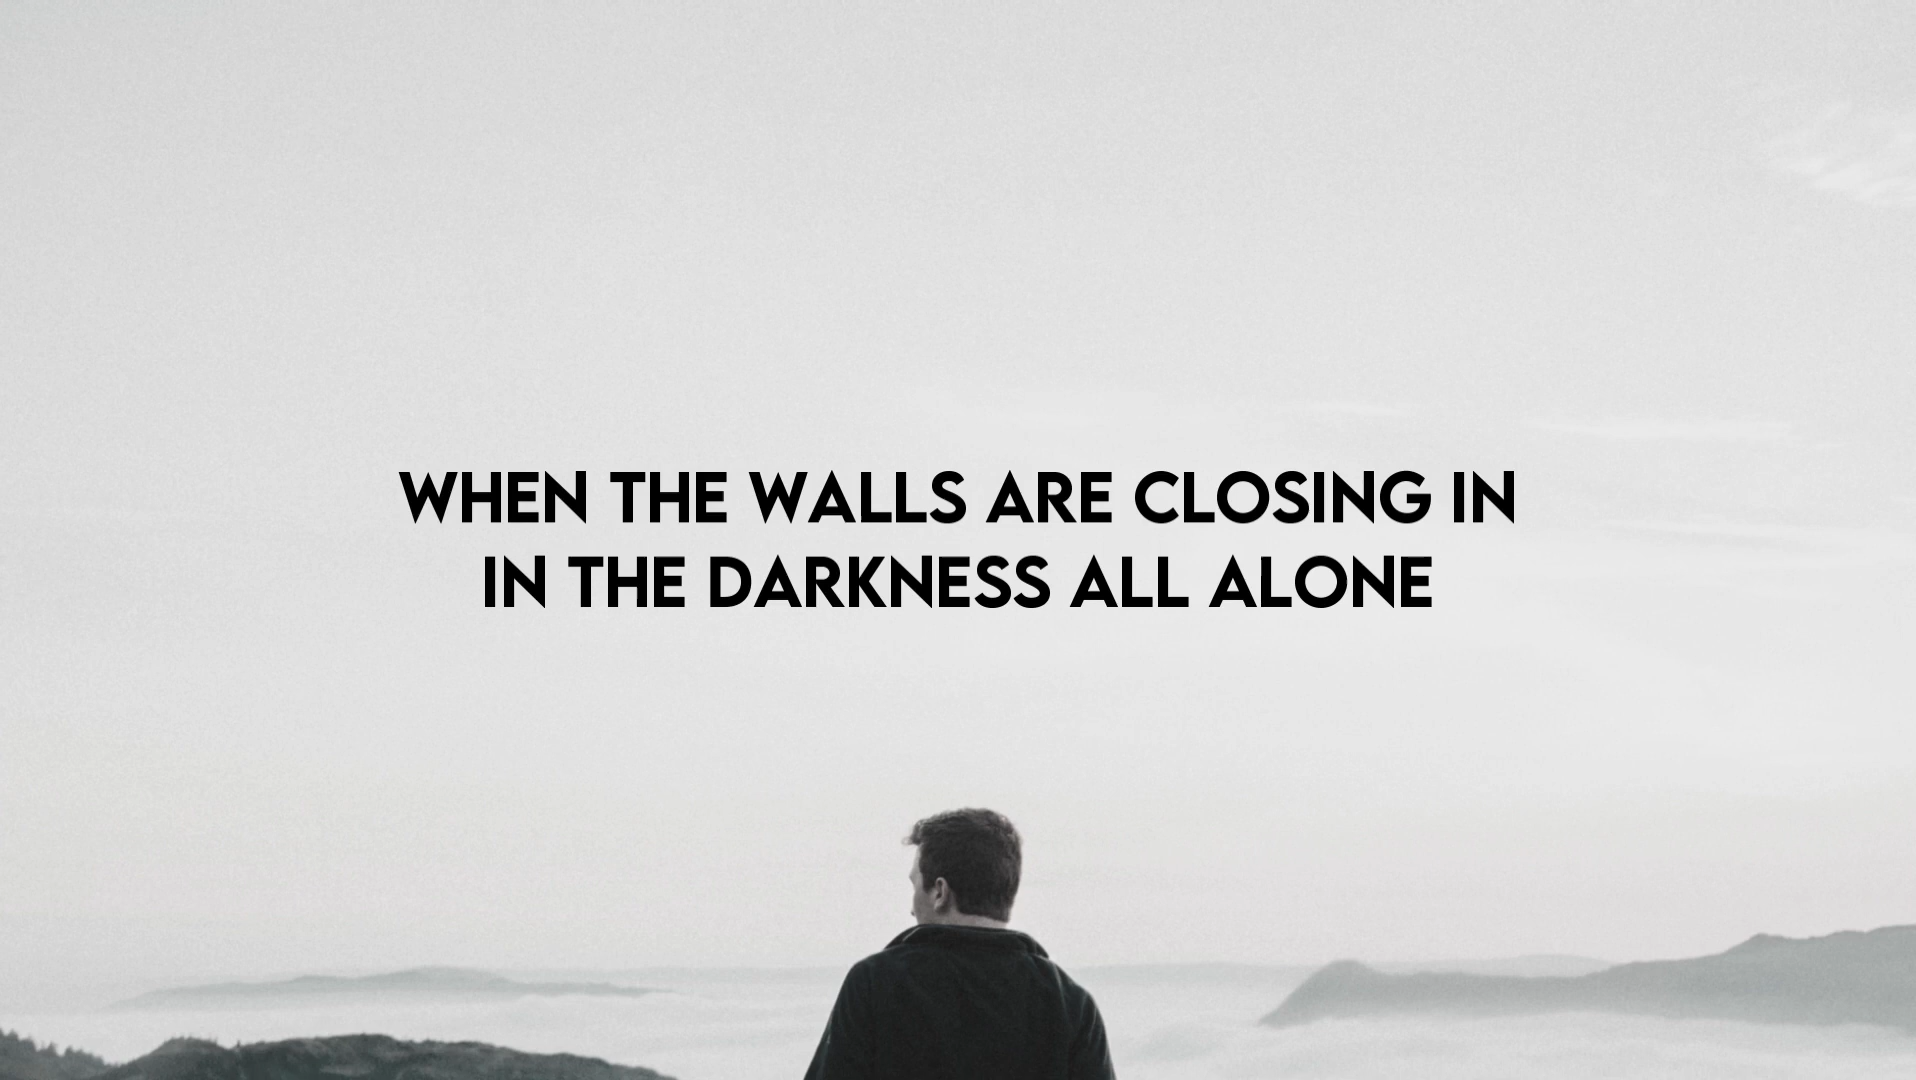 WHEN THE WALLS ARE CLOSING IN
IN THE DARKNESS ALL ALONE